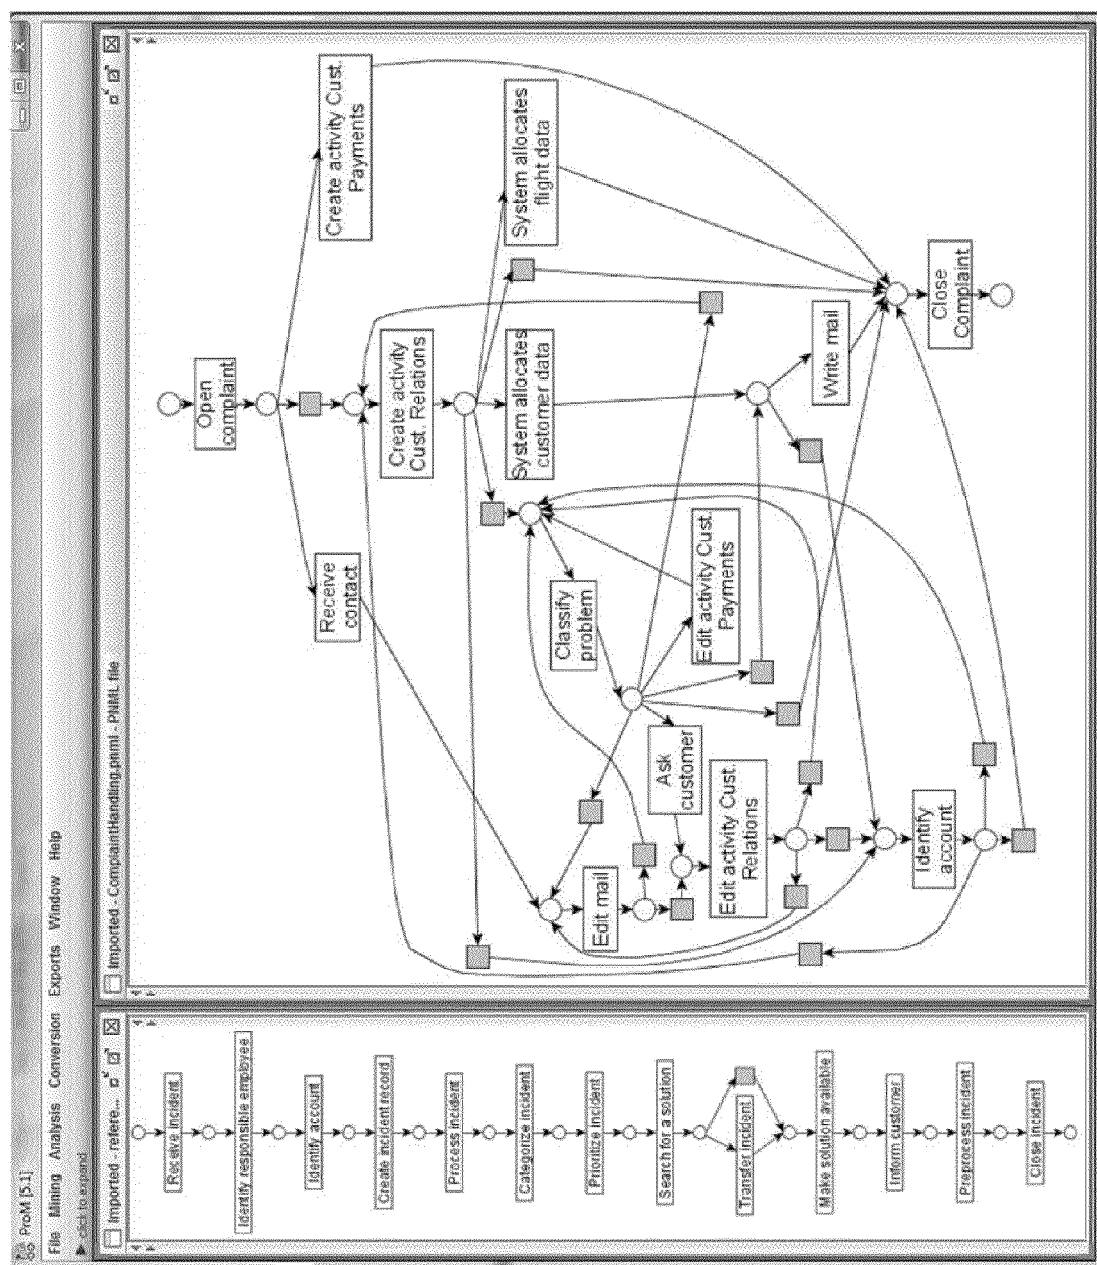 ProM [5.1]
File Mining Analysis Conversion Exports Window Help
click to expand
Imported - refere...
Receive incident
Identify responsible employee
Identify account
Create incident record
Process incident
Categorize incident
Prioritize incident
Search for a solution
Transfer incident
Make solution available
Inform customer
Preprocess incident
Close incident
Imported - ComplaintHandling.pnml - PNML file
Open
complaint
Receive
contact
Create activity Cust.
Payments
Create activity
Cust. Relations
System allocates
customer data
System allocates
flight data
Classify
problem
Edit activity Cust.
Payments
Ask
customer
Edit mail
Edit activity Cust.
Relations
Write mail
Identify
account
Close
Complaint